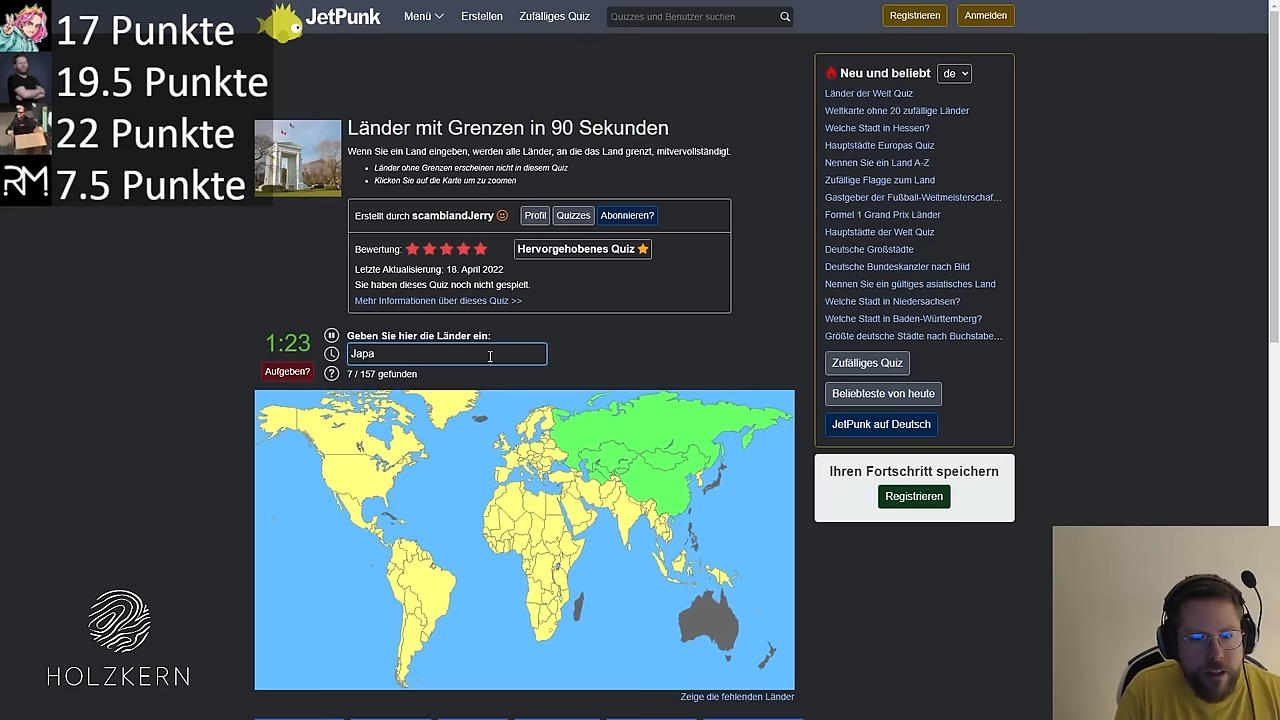 17 Punkte
19.5 Punkte
22 Punkte
RM!
7.5 Punkte
JetPunk
Menü
Erstellen
Zufälliges Quiz
Quizzes und Benutzer suchen
Registrieren
Anmelden
Länder mit Grenzen in 90 Sekunden
Wenn Sie ein Land eingeben, werden alle Länder, an die das Land grenzt, mitvervollständigt.
Länder ohne Grenzen erscheinen nicht in diesem Quiz
Klicken Sie auf die Karte um zu zoomen
Erstellt durch scambiandJerry
Profil
Quizzes
Abonnieren?
Bewertung:
Hervorgehobenes Quiz
Letzte Aktualisierung: 18. April 2022
Sie haben dieses Quiz noch nicht gespielt.
Mehr Informationen über dieses Quiz >>
1:23
Aufgeben?
Geben Sie hier die Länder ein:
Japa
7 / 157 gefunden
Zeige die fehlenden Länder
Neu und beliebt
de
Länder der Welt Quiz
Weltkarte ohne 20 zufällige Länder
Welche Stadt in Hessen?
Hauptstädte Europas Quiz
Nennen Sie ein Land A-Z
Zufällige Flagge zum Land
Gastgeber der Fußball-Weltmeisterschaf...
Formel 1 Grand Prix Länder
Hauptstädte der Welt Quiz
Deutsche Großstädte
Deutsche Bundeskanzler nach Bild
Nennen Sie ein gültiges asiatisches Land
Welche Stadt in Niedersachsen?
Welche Stadt in Baden-Württemberg?
Größte deutsche Städte nach Buchstabe...
Zufälliges Quiz
Beliebteste von heute
JetPunk auf Deutsch
Ihren Fortschritt speichern
Registrieren
HOLZKERN